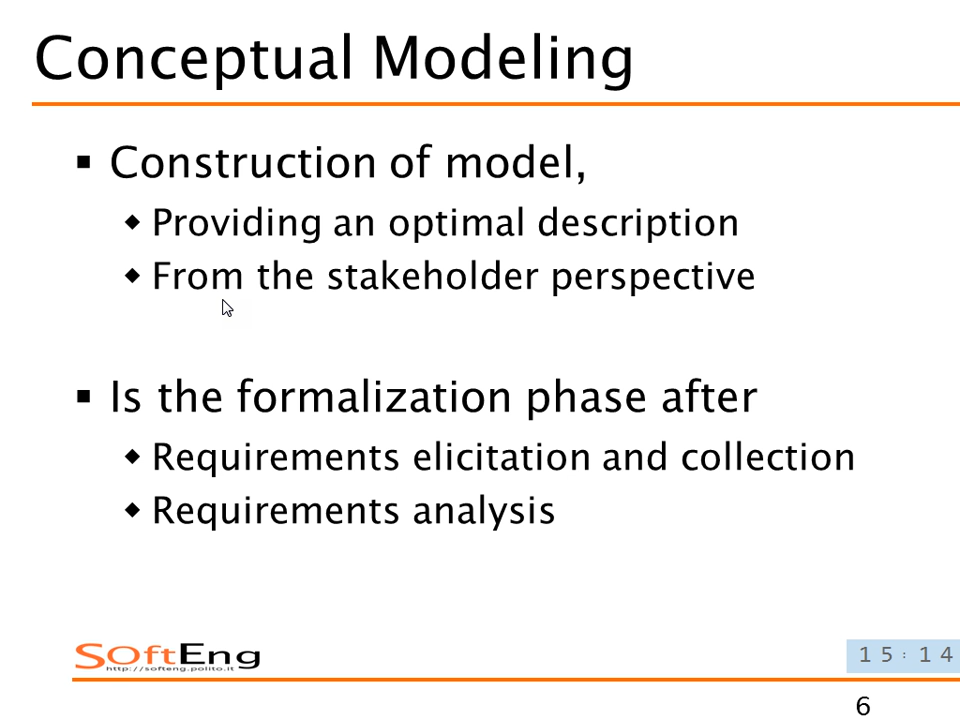 Conceptual Modeling
▪ Construction of model,
◆ Providing an optimal description
◆ From the stakeholder perspective
▪ Is the formalization phase after
◆ Requirements elicitation and collection
◆ Requirements analysis
SOftEng
http://softeng.polito.it
15:14
6